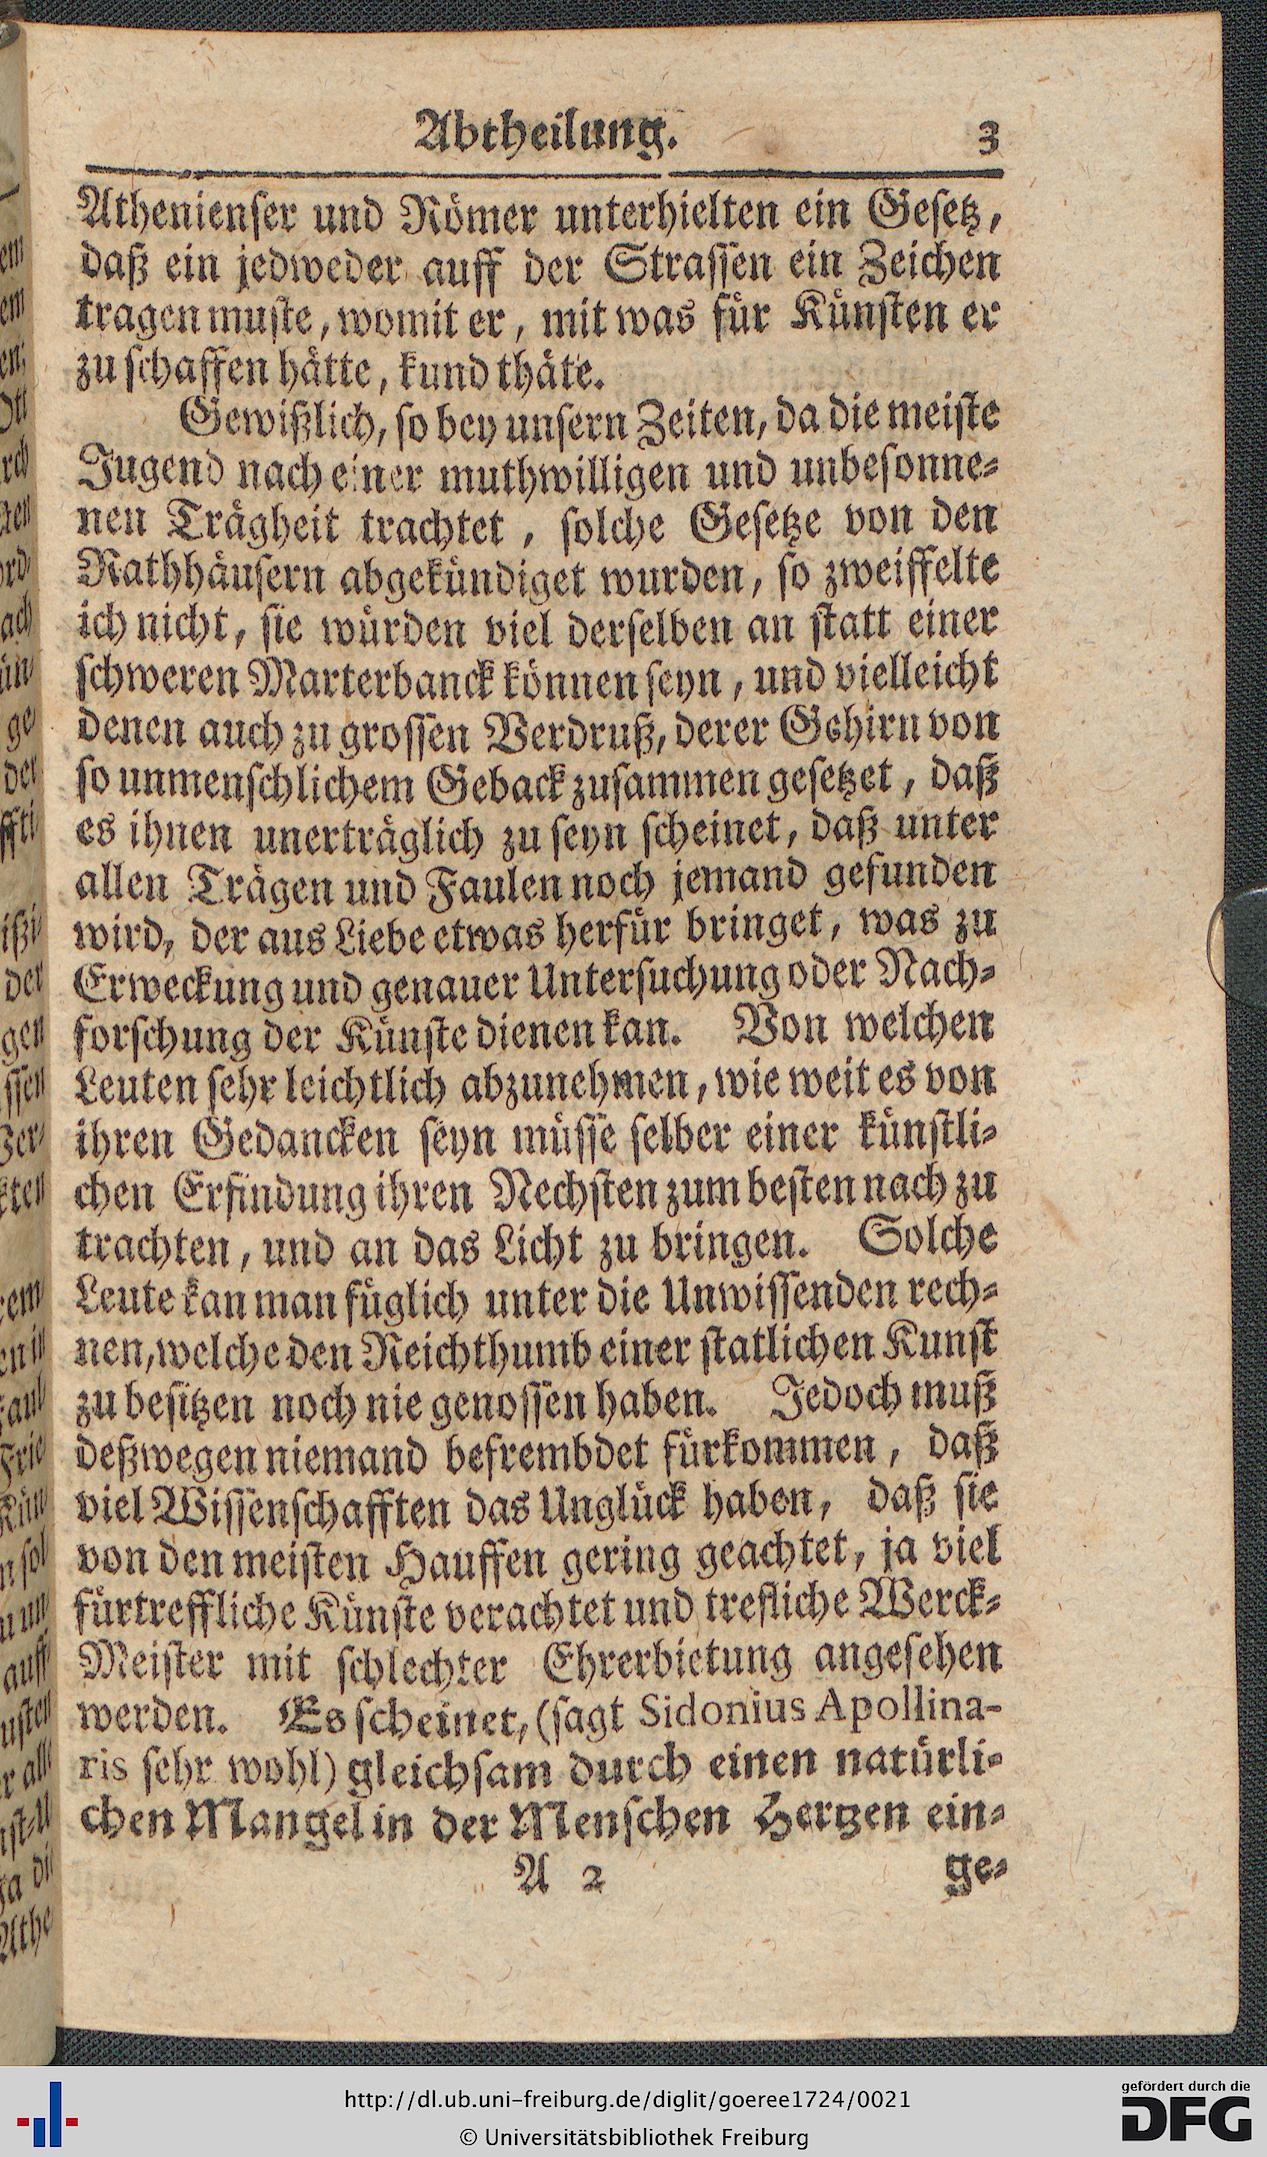 Abtheilung. 3
Athenienser und Römer unterhielten ein Gesetz,
daß ein jedweder auff der Strassen ein Zeichen
tragen muste, womit er, mit was für Künsten er
zu schaffen hätte, kund thäte.
Gewißlich, so bey unsern Zeiten, da die meiste
Jugend nach einer muthwilligen und unbesonne-
nen Trägheit trachtet, solche Gesetze von den
Rathhäusern abgekündiget wurden, so zweiffelte
ich nicht, sie würden viel derselben an statt einer
schweren Marterbanck können seyn, und vielleicht
denen auch zu grossen Verdruß, derer Gehirn von
so unmenschlichem Geback zusammen gesetzet, daß
es ihnen unerträglich zu seyn scheinet, daß unter
allen Trägen und Faulen noch jemand gefunden
wird, der aus Liebe etwas herfür bringet, was zu
Erweckung und genauer Untersuchung oder Nach-
forschung der Künste dienen kan. Von welchen
Leuten sehr leichtlich abzunehmen, wie weit es von
ihren Gedancken seyn müsse selber einer künstli-
chen Erfindung ihren Nechsten zum besten nach zu
trachten, und an das Licht zu bringen. Solche
Leute kan man füglich unter die Unwissenden rech-
nen, welche den Reichthumb einer statlichen Kunst
zu besitzen noch nie genossen haben. Jedoch muß
deßwegen niemand befrembdet fürkommen, daß
viel Wissenschafften das Unglück haben, daß sie
von den meisten Hauffen gering geachtet, ja viel
fürtreffliche Künste verachtet und trefliche Werck-
Meister mit schlechter Ehrerbietung angesehen
werden. Es scheinet, (sagt Sidonius Apollina-
ris sehr wohl) gleichsam durch einen natürli-
chen Mangel in der Menschen Hertzen ein-
A 2 ge-
http://dl.ub.uni-freiburg.de/diglit/goeree1724/0021
© Universitätsbibliothek Freiburg
gefördert durch die
DFG